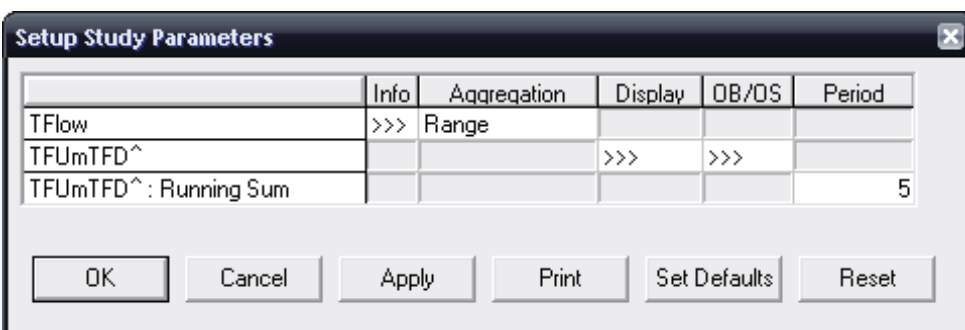 Setup Study Parameters
Info Aggregation Display OB/OS Period
TFlow >>> Range
TFUmTFD^ >>> >>>
TFUmTFD^ : Running Sum 5
OK Cancel Apply Print Set Defaults Reset